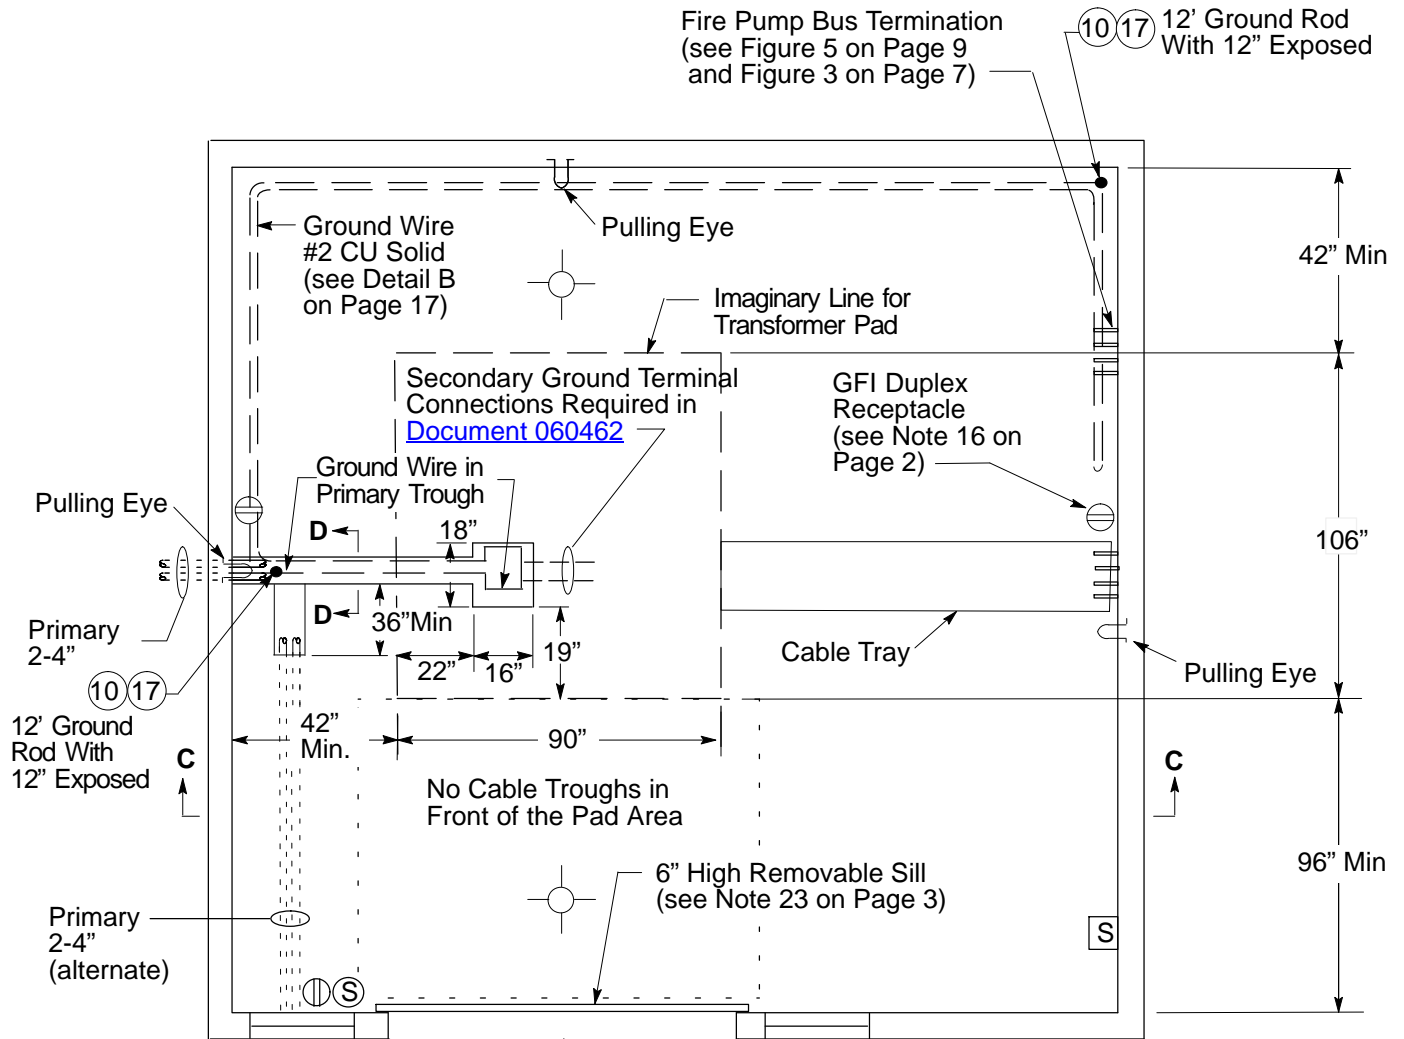 Fire Pump Bus Termination
(see Figure 5 on Page 9
and Figure 3 on Page 7)
10 17
12’ Ground Rod
With 12” Exposed
Ground Wire
#2 CU Solid
(see Detail B
on Page 17)
Pulling Eye
42” Min
Imaginary Line for
Transformer Pad
Secondary Ground Terminal
Connections Required in
Document 060462
GFI Duplex
Receptacle
(see Note 16 on
Page 2)
Ground Wire in
Primary Trough
Pulling Eye
D
18”
106”
D
36”Min
Primary
2-4”
22”
16”
19”
Cable Tray
Pulling Eye
10 17
12’ Ground
Rod With
12” Exposed
42”
Min.
90”
C
C
No Cable Troughs in
Front of the Pad Area
96” Min
6” High Removable Sill
(see Note 23 on Page 3)
Primary
2-4”
(alternate)
S
S